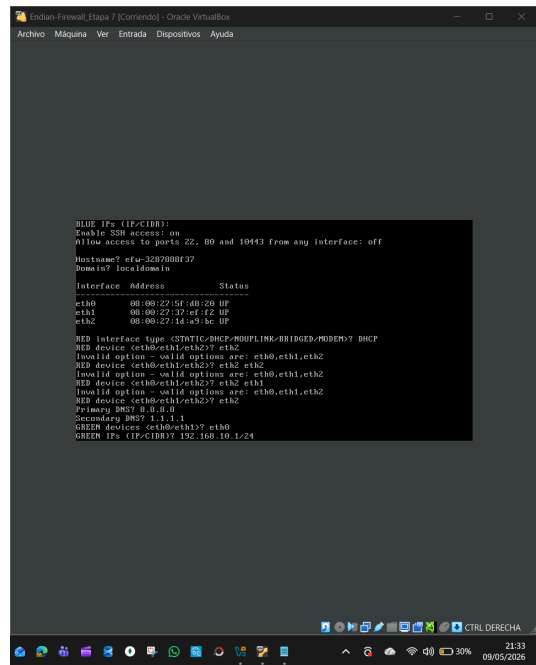 Endian-Firewall_Etapa 7 [Corriendo] - Oracle VirtualBox
Archivo Máquina Ver Entrada Dispositivos Ayuda
BLUE IPs (IP/CIDR):
Enable SSH access: on
Allow access to ports 22, 80 and 10443 from any interface: off
Hostname? efw-3287888f37
Domain? localdomain
Interface Address Status
--------------------------------------
eth0 08:00:27:5f:d8:20 UP
eth1 08:00:27:37:ef:f2 UP
eth2 08:00:27:1d:a9:bc UP
RED interface type <STATIC/DHCP/NOUPLINK/BRIDGED/MODEM>? DHCP
RED device <eth0/eth1/eth2>? eth2
Invalid option - valid options are: eth0,eth1,eth2
RED device <eth0/eth1/eth2>? eth2 eth2
Invalid option - valid options are: eth0,eth1,eth2
RED device <eth0/eth1/eth2>? eth2 eth1
Invalid option - valid options are: eth0,eth1,eth2
RED device <eth0/eth1/eth2>? eth2
Primary DNS? 8.8.8.8
Secondary DNS? 1.1.1.1
GREEN devices <eth0/eth1>? eth0
GREEN IPs (IP/CIDR)? 192.168.10.1/24
CTRL DERECHA
30%
21:33
09/05/2026